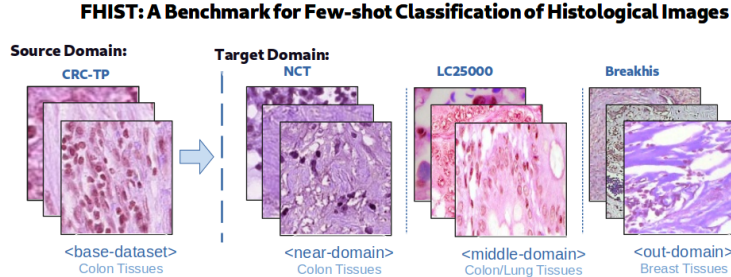 FHIST: A Benchmark for Few-shot Classification of Histological Images
Source Domain:
Target Domain:
CRC-TP
NCT
LC25000
Breakhis
<base-dataset>
<near-domain>
<middle-domain>
<out-domain>
Colon Tissues
Colon Tissues
Colon/Lung Tissues
Breast Tissues